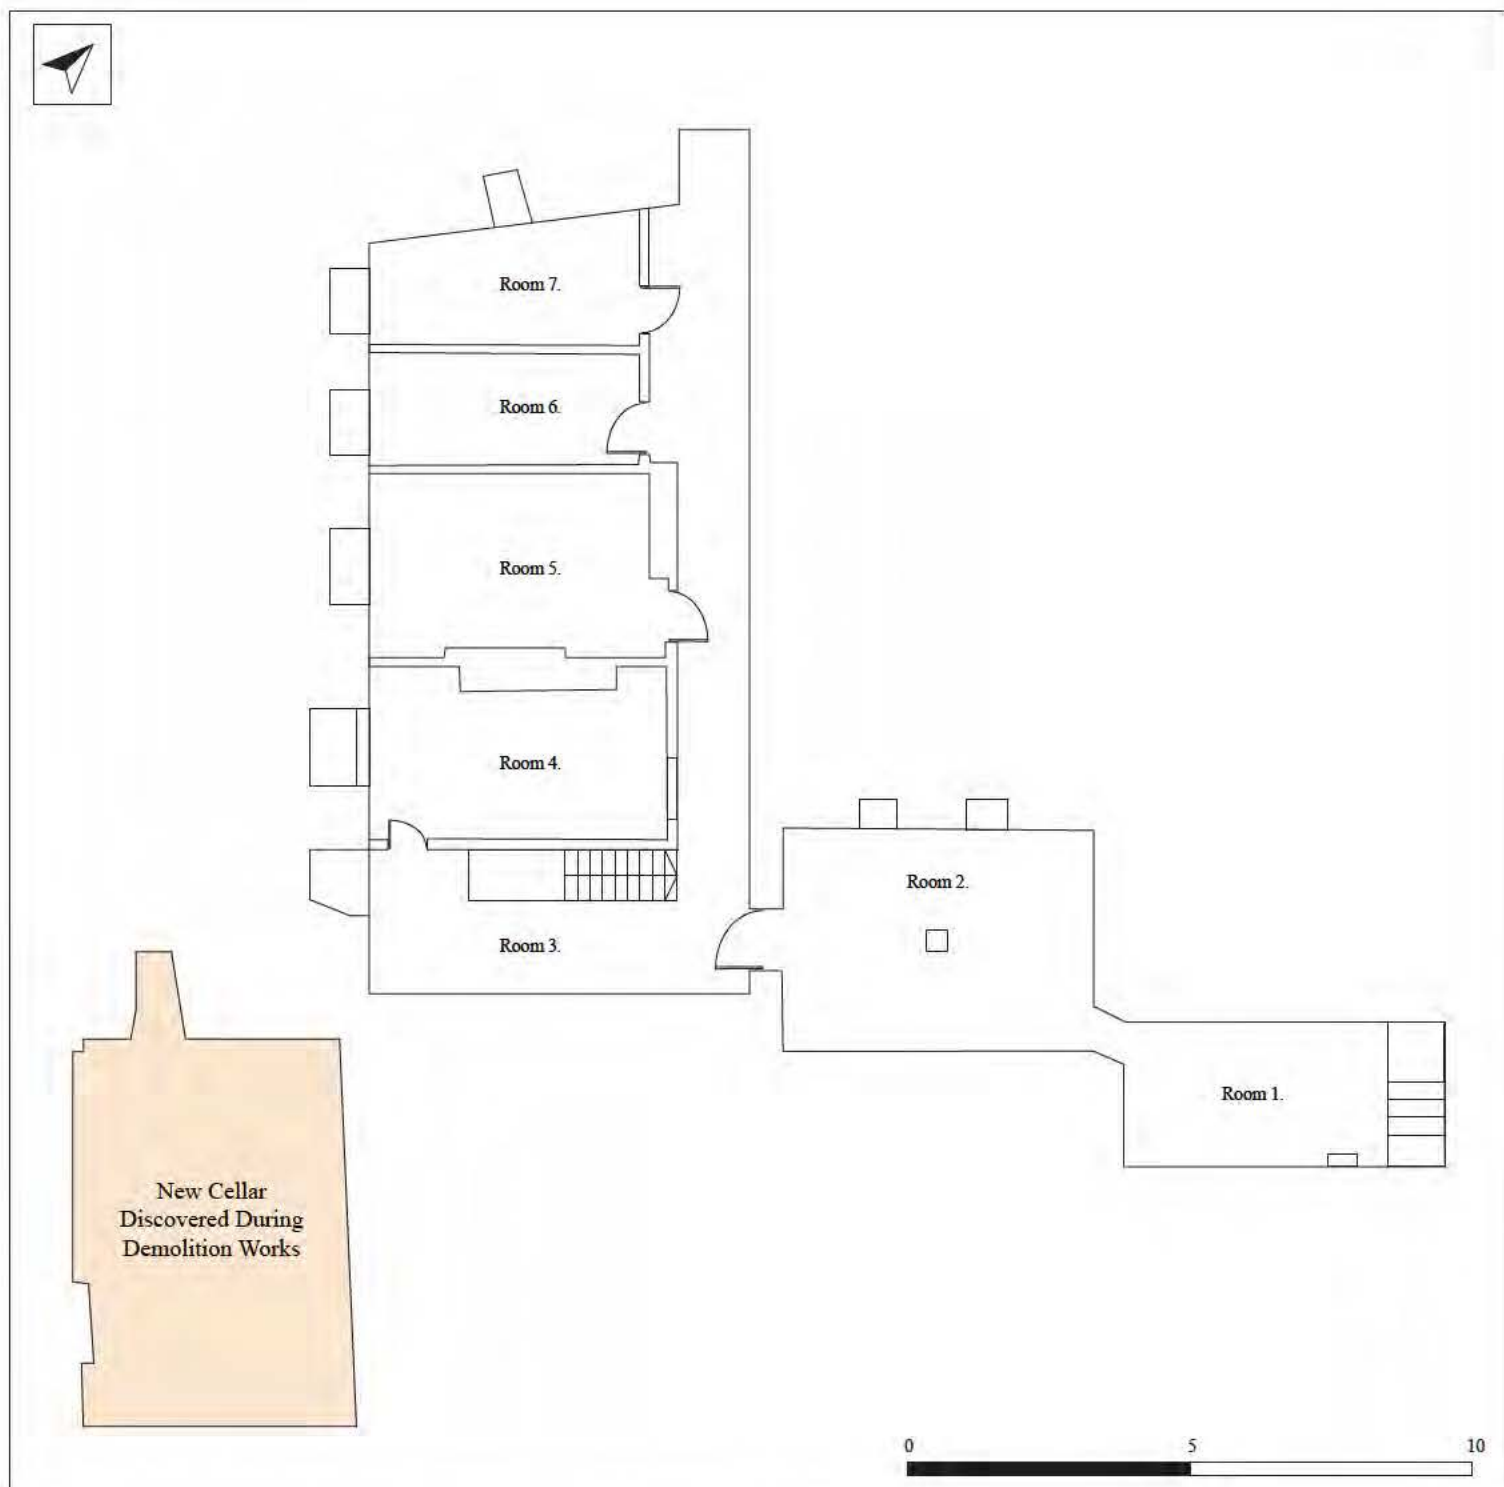 Room 7.
Room 6.
Room 5.
Room 4.
Room 2.
Room 3.
Room 1.
New Cellar
Discovered During
Demolition Works
0 5 10